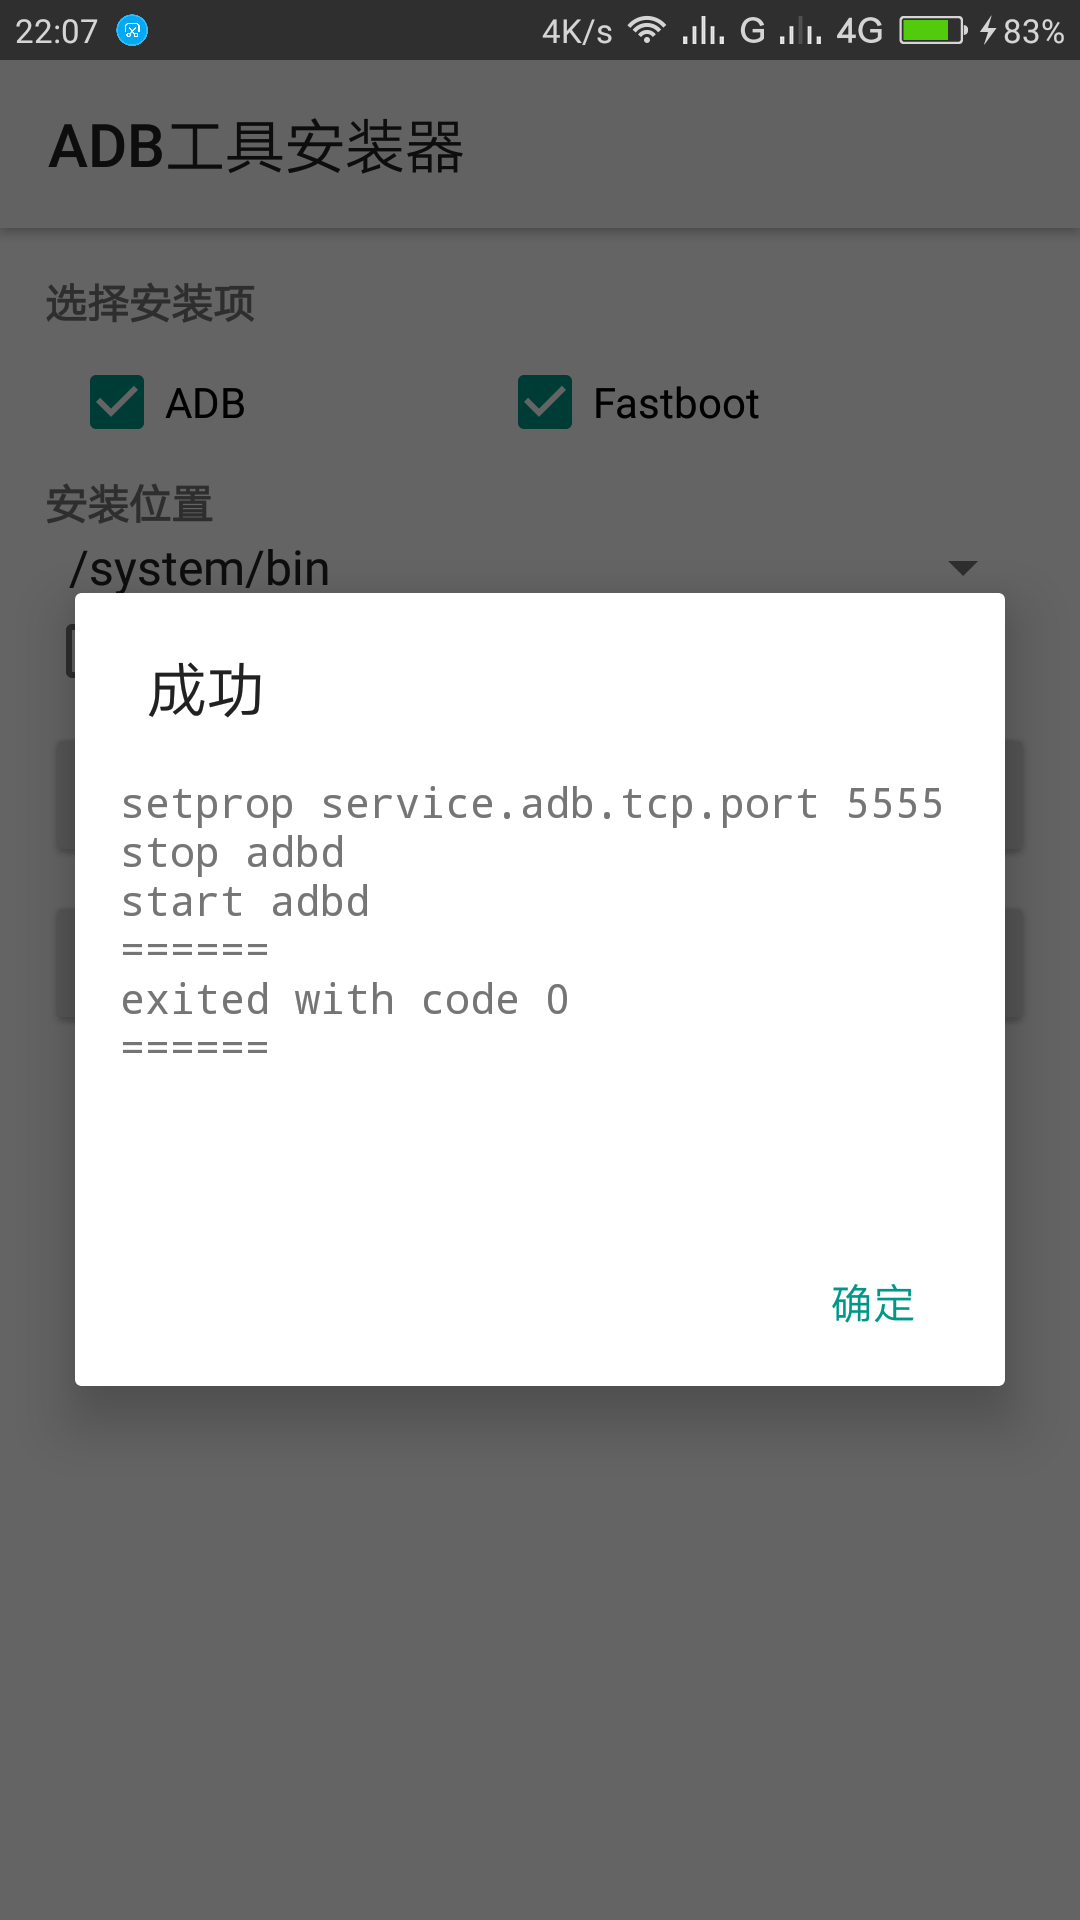 22:07 4K/s G 4G 83%
ADB工具安装器
选择安装项
ADB Fastboot
安装位置
/system/bin
成功
setprop service.adb.tcp.port 5555
stop adbd
start adbd
======
exited with code 0
======
确定